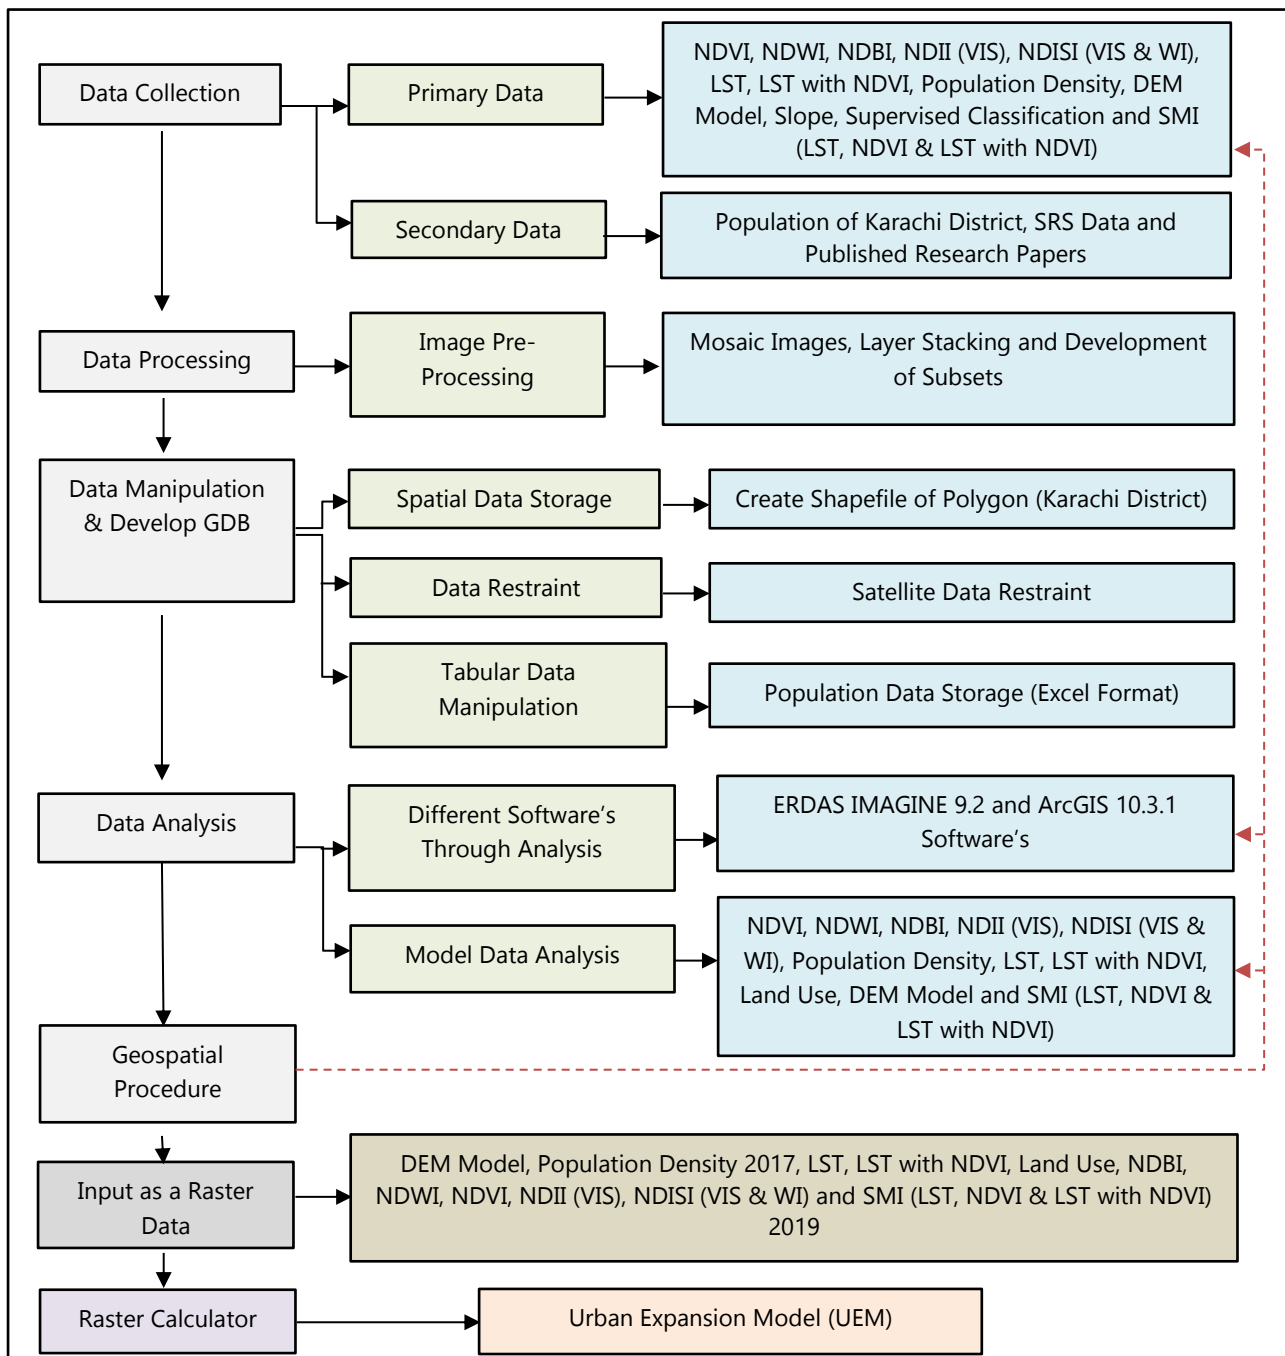 Data Collection
Primary Data
NDVI, NDWI, NDBI, NDII (VIS), NDISI (VIS & WI),
LST, LST with NDVI, Population Density, DEM
Model, Slope, Supervised Classification and SMI
(LST, NDVI & LST with NDVI)
Secondary Data
Population of Karachi District, SRS Data and
Published Research Papers
Data Processing
Image Pre-
Processing
Mosaic Images, Layer Stacking and Development
of Subsets
Data Manipulation
& Develop GDB
Spatial Data Storage
Create Shapefile of Polygon (Karachi District)
Data Restraint
Satellite Data Restraint
Tabular Data
Manipulation
Population Data Storage (Excel Format)
Data Analysis
Different Software’s
Through Analysis
ERDAS IMAGINE 9.2 and ArcGIS 10.3.1
Software’s
Model Data Analysis
NDVI, NDWI, NDBI, NDII (VIS), NDISI (VIS &
WI), Population Density, LST, LST with NDVI,
Land Use, DEM Model and SMI (LST, NDVI &
LST with NDVI)
Geospatial
Procedure
Input as a Raster
Data
DEM Model, Population Density 2017, LST, LST with NDVI, Land Use, NDBI,
NDWI, NDVI, NDII (VIS), NDISI (VIS & WI) and SMI (LST, NDVI & LST with NDVI)
2019
Raster Calculator
Urban Expansion Model (UEM)